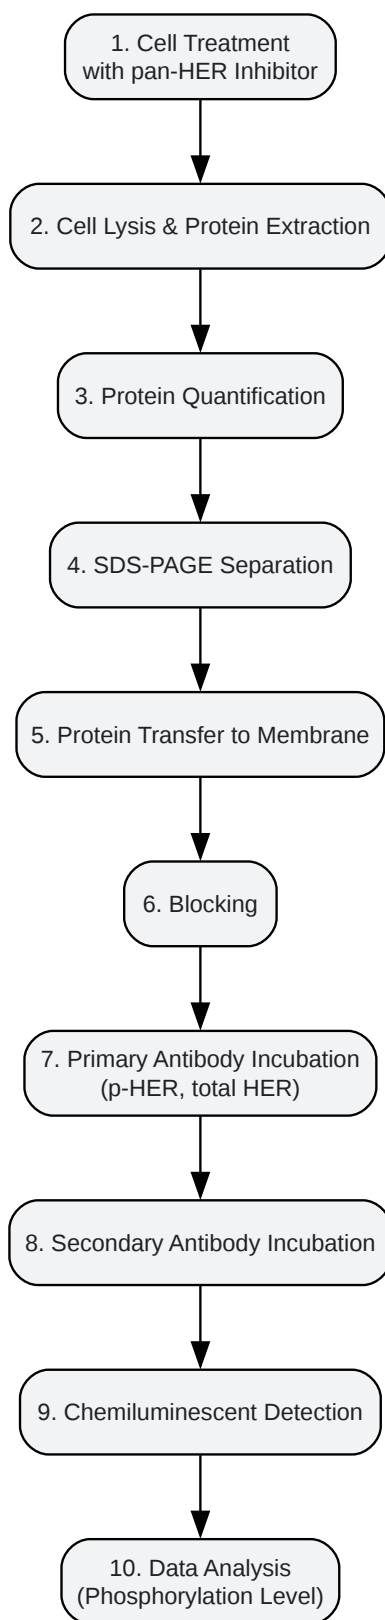 1. Cell Treatment
with pan-HER Inhibitor
2. Cell Lysis & Protein Extraction
3. Protein Quantification
4. SDS-PAGE Separation
5. Protein Transfer to Membrane
6. Blocking
7. Primary Antibody Incubation
(p-HER, total HER)
8. Secondary Antibody Incubation
9. Chemiluminescent Detection
10. Data Analysis
(Phosphorylation Level)